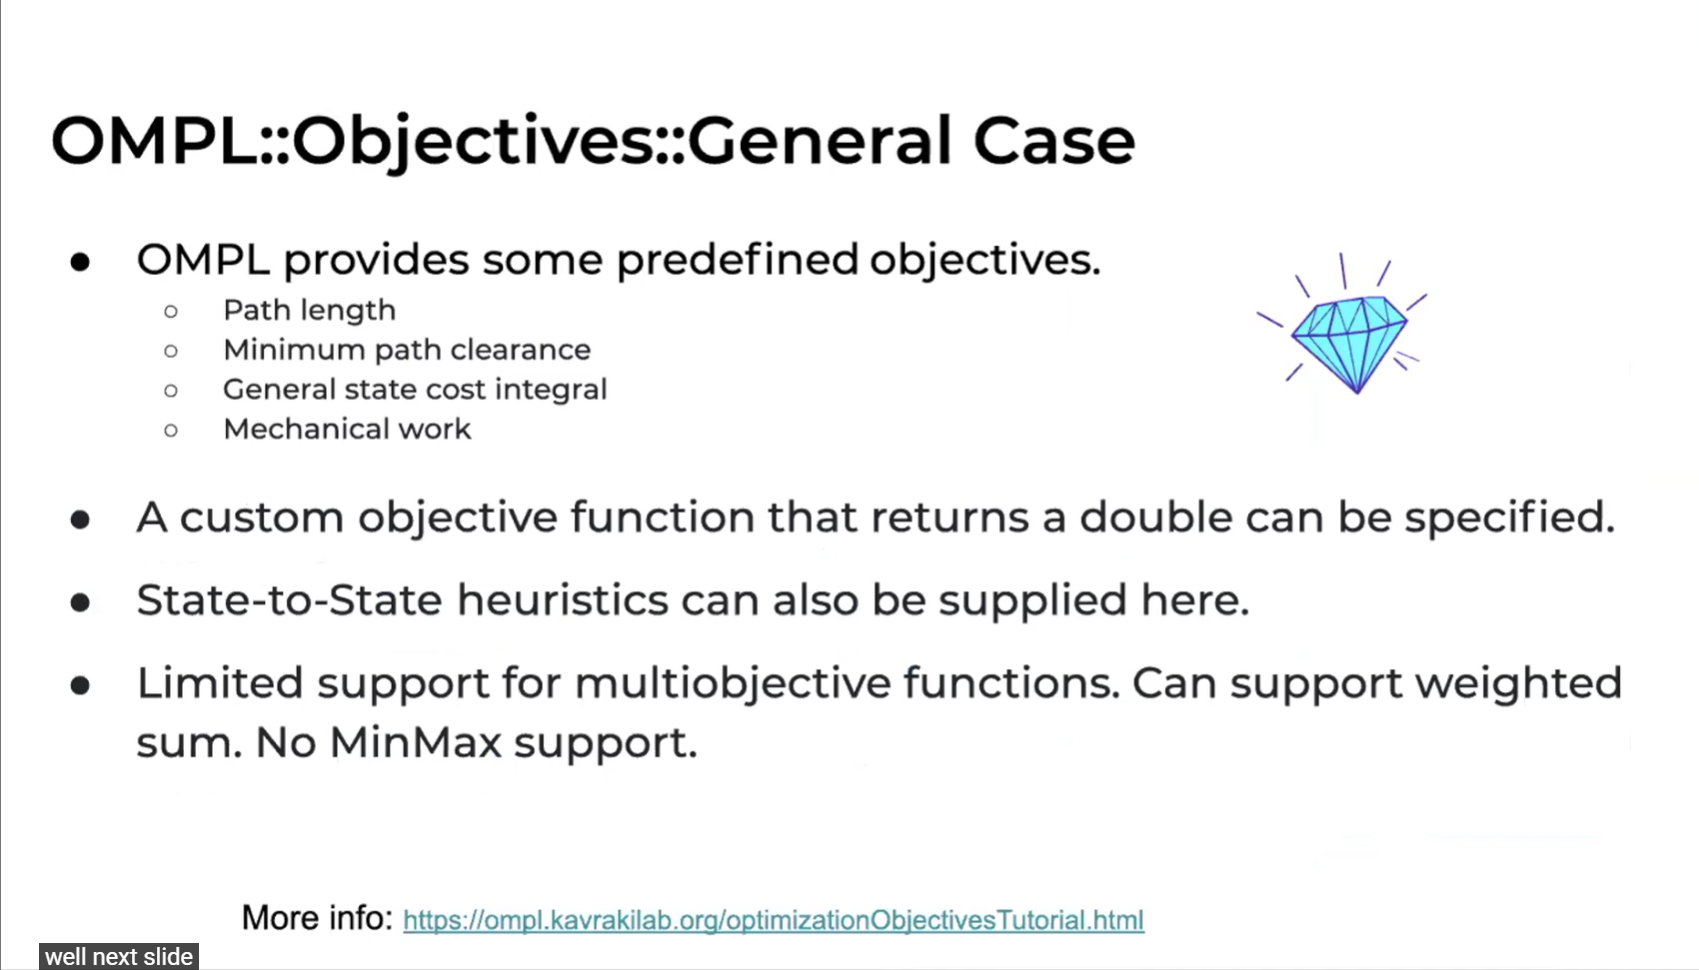 OMPL::Objectives::General Case
● OMPL provides some predefined objectives.
○ Path length
○ Minimum path clearance
○ General state cost integral
○ Mechanical work
● A custom objective function that returns a double can be specified.
● State-to-State heuristics can also be supplied here.
● Limited support for multiobjective functions. Can support weighted
sum. No MinMax support.
More info: https://ompl.kavrakilab.org/optimizationObjectivesTutorial.html
well next slide